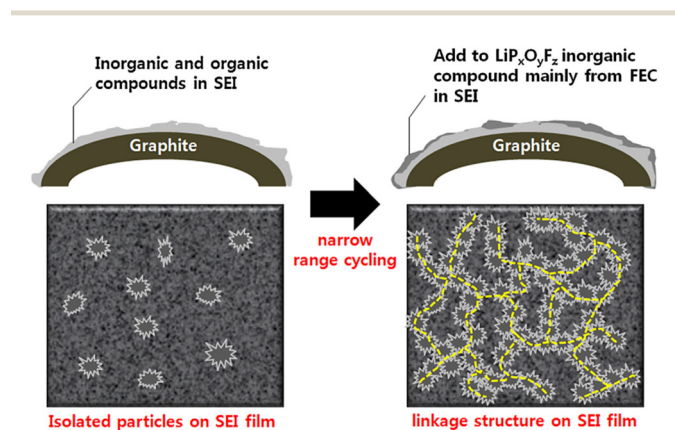 Inorganic and organic
compounds in SEI
Graphite
Isolated particles on SEI film
narrow
range cycling
Add to LiPₓOᵧF_z inorganic
compound mainly from FEC
in SEI
Graphite
linkage structure on SEI film